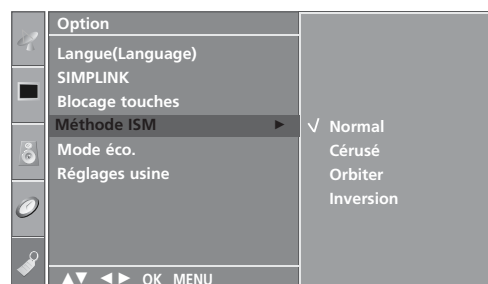 Option
Langue(Language)
SIMPLINK
Blocage touches
Méthode ISM ►
Mode éco.
Réglages usine
√ Normal
Cérusé
Orbiter
Inversion
▲▼ ◄► OK MENU